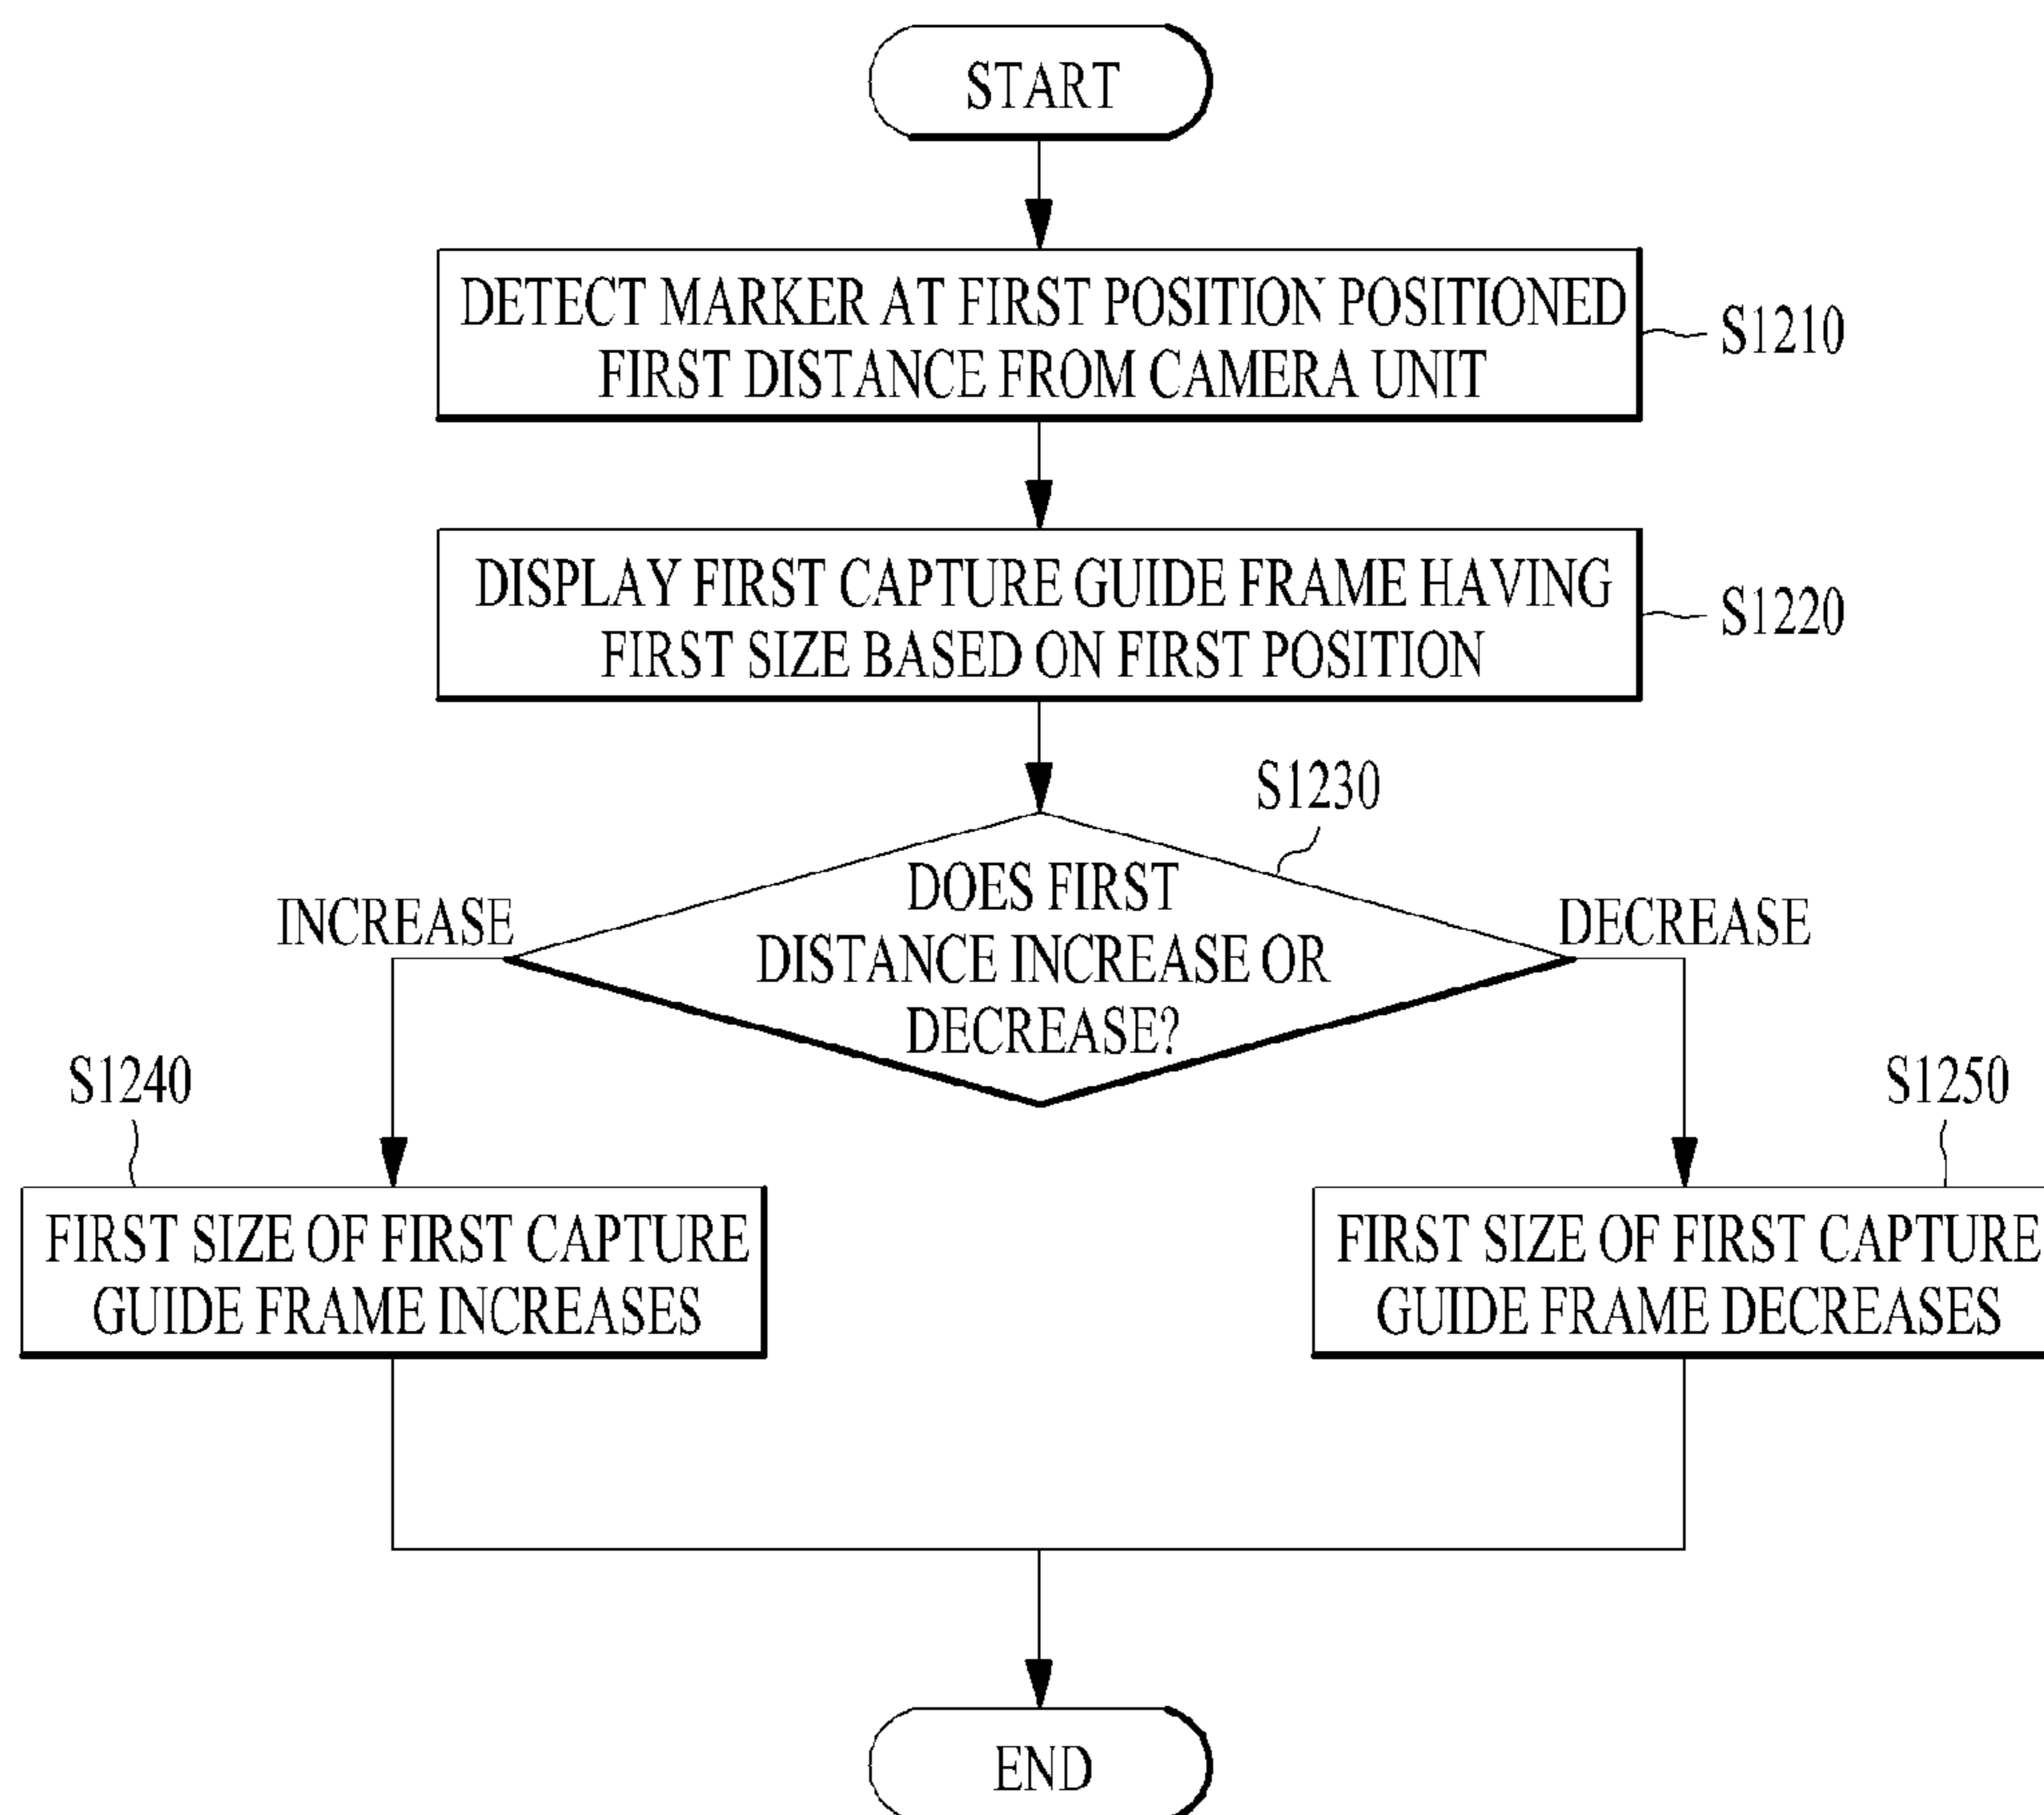 START
DETECT MARKER AT FIRST POSITION POSITIONED
FIRST DISTANCE FROM CAMERA UNIT
S1210
DISPLAY FIRST CAPTURE GUIDE FRAME HAVING
FIRST SIZE BASED ON FIRST POSITION
S1220
S1230
DOES FIRST
DISTANCE INCREASE OR
DECREASE?
INCREASE
DECREASE
S1240
FIRST SIZE OF FIRST CAPTURE
GUIDE FRAME INCREASES
S1250
FIRST SIZE OF FIRST CAPTURE
GUIDE FRAME DECREASES
END